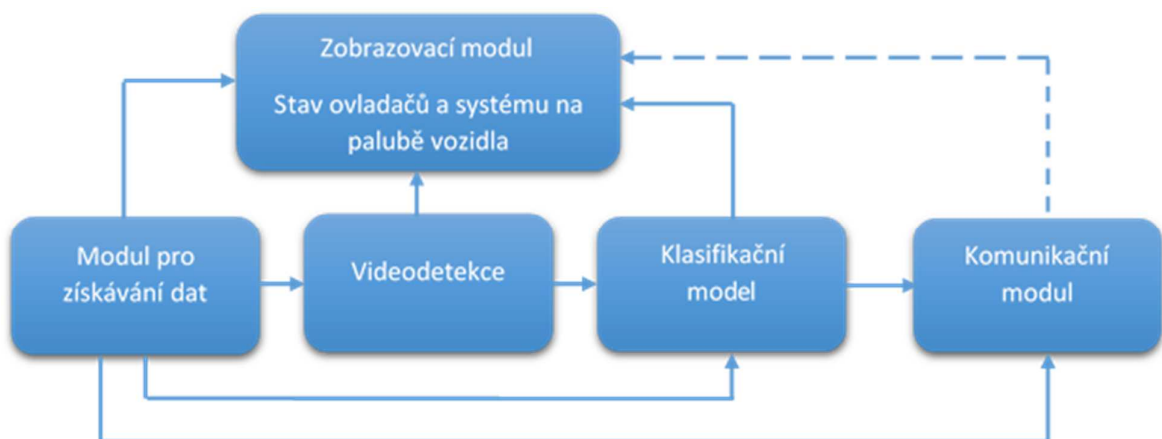 Zobrazovací modul
Stav ovladačů a systému na
palubě vozidla
Modul pro
získávání dat
Videodetekce
Klasifikační
model
Komunikační
modul